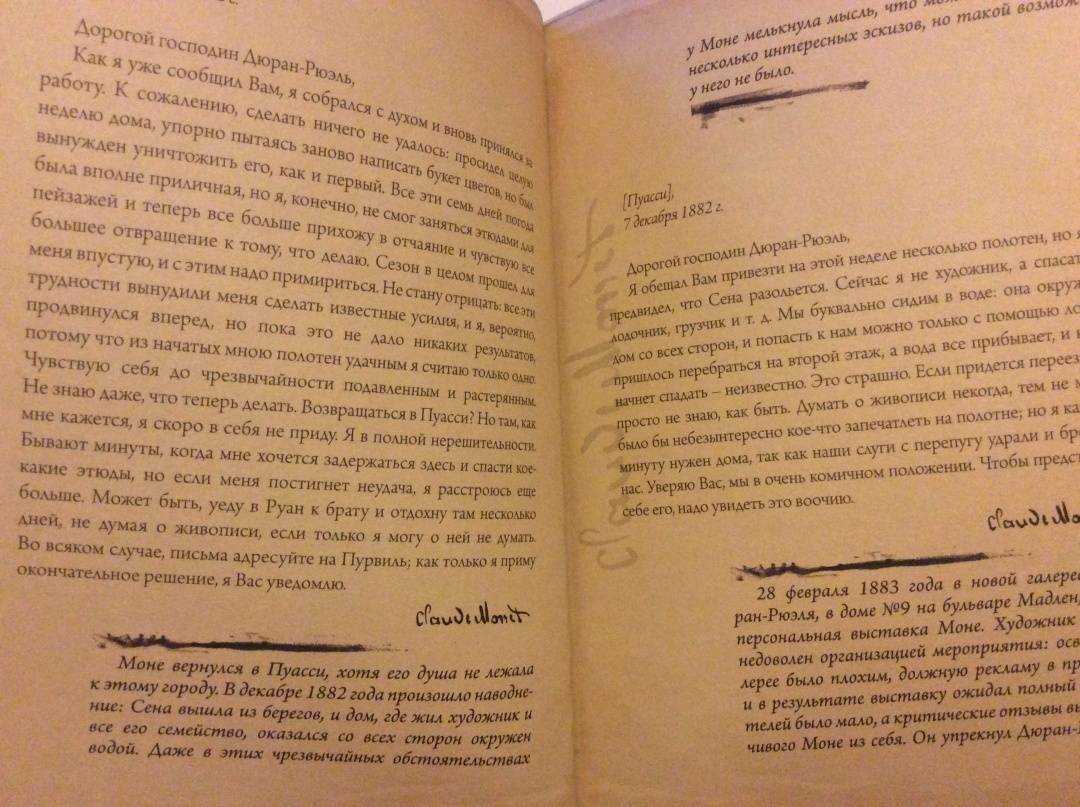 г.
Дорогой господин Дюран-Рюэль,
Как я уже сообщил Вам, я собрался с духом и вновь принялся за
работу. К сожалению, сделать ничего не удалось: просидел целую
неделю дома, упорно пытаясь заново написать букет цветов, но был
вынужден уничтожить его, как и первый. Все эти семь дней погода
была вполне приличная, но я, конечно, не смог заняться этюдами для
пейзажей и теперь все больше прихожу в отчаяние и чувствую все
большее отвращение к тому, что делаю. Сезон в целом прошел для
меня впустую, и с этим надо примириться. Не стану отрицать: все эти
трудности вынудили меня сделать известные усилия, и я, вероятно,
продвинулся вперед, но пока это не дало никаких результатов,
потому что из начатых мною полотен удачным я считаю только одно.
Чувствую себя до чрезвычайности подавленным и растерянным.
Не знаю даже, что теперь делать. Возвращаться в Пуасси? Но там, как
мне кажется, я скоро в себя не приду. Я в полной нерешительности.
Бывают минуты, когда мне хочется задержаться здесь и спасти кое-
какие этюды, но если меня постигнет неудача, я расстроюсь еще
больше. Может быть, уеду в Руан к брату и отдохну там несколько
дней, не думая о живописи, если только я могу о ней не думать.
Во всяком случае, письма адресуйте на Пурвиль; как только я приму
окончательное решение, я Вас уведомлю.
Claude Monet
Моне вернулся в Пуасси, хотя его душа не лежала
к этому городу. В декабре 1882 года произошло наводне-
ние: Сена вышла из берегов, и дом, где жил художник и
все его семейство, оказался со всех сторон окружен
водой. Даже в этих чрезвычайных обстоятельствах
у Моне мелькнула мысль, что
несколько интересных эскизов, но такой
у него не было.
[Пуасси],
7 декабря 1882 г.
Дорогой господин Дюран-Рюэль,
Я обещал Вам привезти на этой неделе несколько полотен, но
предвидел, что Сена разольется. Сейчас я не художник, а
лодочник, грузчик и т. д. Мы буквально сидим в воде: она
дом со всех сторон, и попасть к нам можно только с помощью
пришлось перебраться на второй этаж, а вода все прибывает, и
начнет спадать – неизвестно. Это страшно. Если придется
просто не знаю, как быть. Думать о живописи некогда, тем не
было бы небезынтересно кое-что запечатлеть на полотне; но я
минуту нужен дома, так как наши слуги с перепугу удрали и
нас. Уверяю Вас, мы в очень комичном положении. Чтобы
себе его, надо увидеть это воочию.
Claude Monet
Claude Monet
28 февраля 1883 года в новой
ран-Рюэля, в доме №9 на бульваре Мадлен,
персональная выставка Моне. Художник
недоволен организацией мероприятия:
лерее было плохим, должную рекламу в
и в результате выставку ожидал полный
телей было мало, а критические отзывы
чивого Моне из себя. Он упрекнул